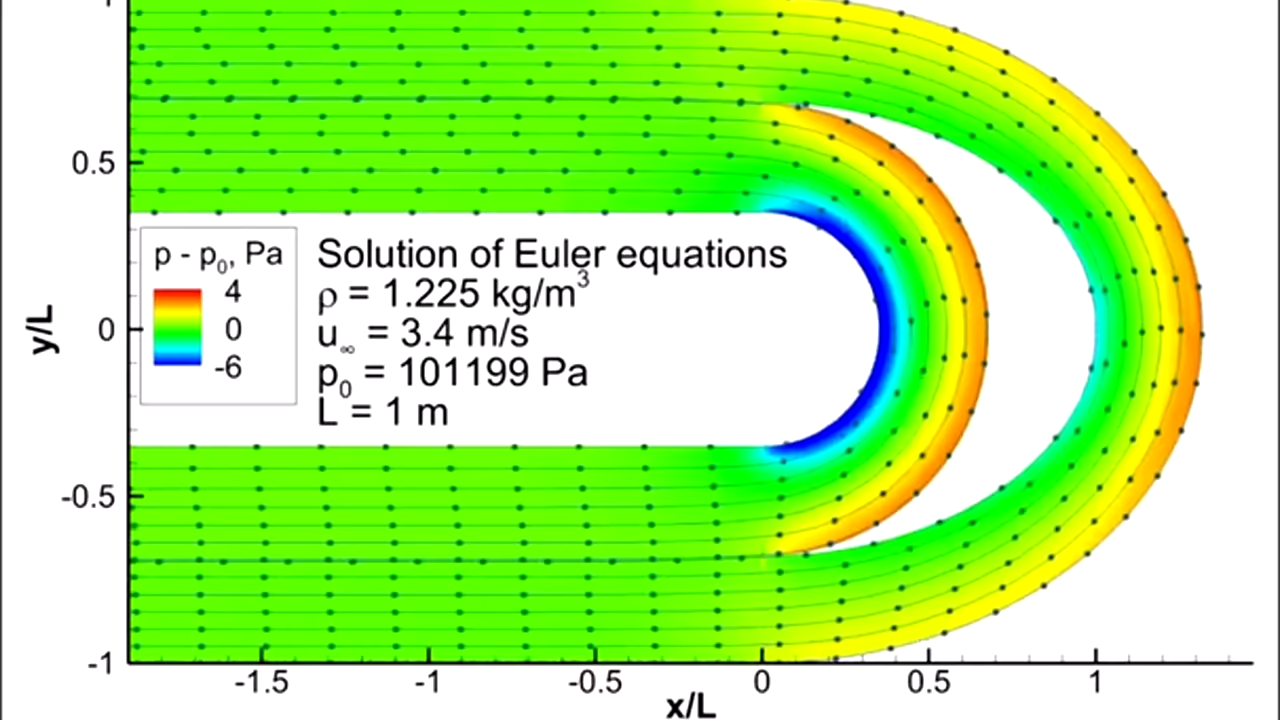 1
0.5
0
-0.5
-1
y/L
p - p₀, Pa
4
0
-6
Solution of Euler equations
ρ = 1.225 kg/m³
u∞ = 3.4 m/s
p₀ = 101199 Pa
L = 1 m
-1.5 -1 -0.5 0 0.5 1
x/L